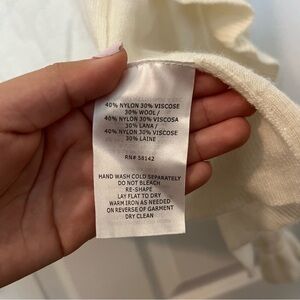 40% NYLON 30% VISCOSE
30% WOOL /
40% NYLON 30% VISCOSA
30% LANA /
40% NYLON 30% VISCOSE
30% LAINE
RN# 58142
HAND WASH COLD SEPARATELY
DO NOT BLEACH
RE-SHAPE
LAY FLAT TO DRY
WARM IRON AS NEEDED
ON REVERSE OF GARMENT
DRY CLEAN